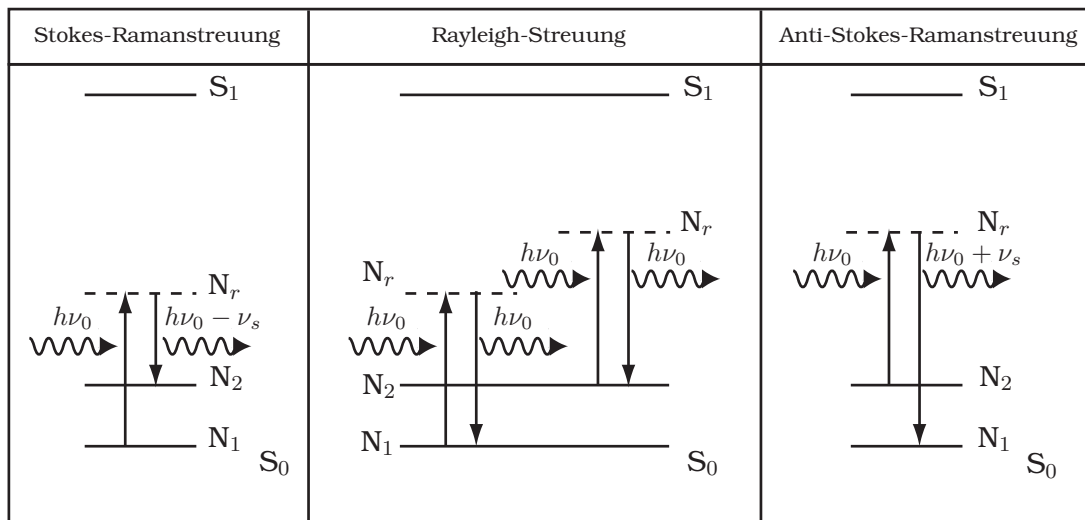 Stokes-Ramanstreuung
S₁
Nᵣ
hν₀
hν₀ − νₛ
N₂
N₁
S₀
Rayleigh-Streuung
S₁
Nᵣ
hν₀
hν₀
Nᵣ
hν₀
hν₀
N₂
N₁
S₀
Anti-Stokes-Ramanstreuung
S₁
Nᵣ
hν₀
hν₀ + νₛ
N₂
N₁
S₀